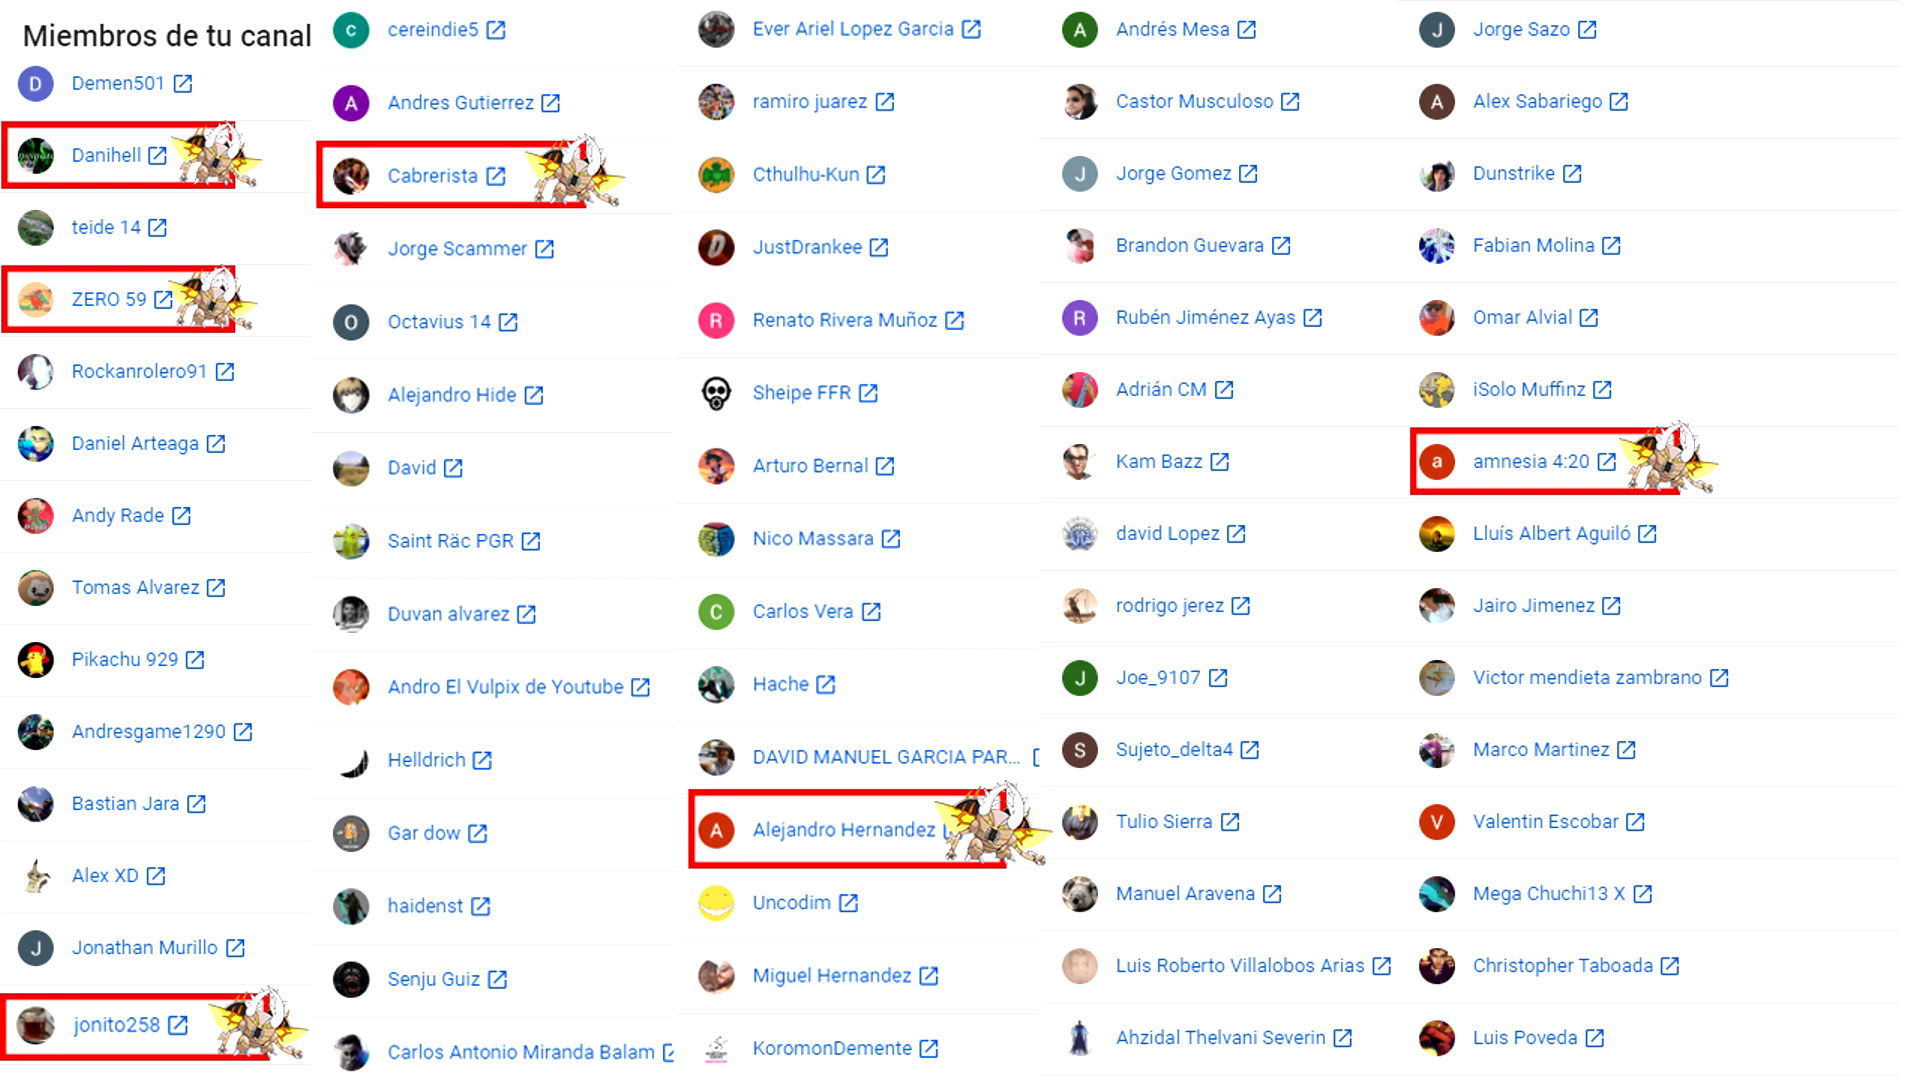 Miembros de tu canal
Demen501
Danihell
teide 14
ZERO 59
Rockanrolero91
Daniel Arteaga
Andy Rade
Tomas Alvarez
Pikachu 929
Andresgame1290
Bastian Jara
Alex XD
J
Jonathan Murillo
jonito258
cereindie5
Andres Gutierrez
Cabrerista
Jorge Scammer
Octavius 14
Alejandro Hide
David
Saint Räc PGR
Duvan alvarez
Andro El Vulpix de Youtube
Helldrich
Gar dow
haidenst
Senju Guiz
Carlos Antonio Miranda Balam
Ever Ariel Lopez Garcia
ramiro juarez
Cthulhu-Kun
JustDrankee
Renato Rivera Muñoz
Sheipe FFR
Arturo Bernal
Nico Massara
Carlos Vera
Hache
DAVID MANUEL GARCIA PAR...
Alejandro Hernandez
Uncodim
Miguel Hernandez
KoromonDemente
Andrés Mesa
Castor Musculoso
Jorge Gomez
Brandon Guevara
Rubén Jiménez Ayas
Adrián CM
Kam Bazz
david Lopez
rodrigo jerez
Joe_9107
Sujeto_delta4
Tulio Sierra
Manuel Aravena
Luis Roberto Villalobos Arias
Ahzidal Thelvani Severin
Jorge Sazo
Alex Sabariego
Dunstrike
Fabian Molina
Omar Alvial
iSolo Muffinz
amnesia 4:20
Lluís Albert Aguiló
Jairo Jimenez
Victor mendieta zambrano
Marco Martinez
Valentin Escobar
Mega Chuchi13 X
Christopher Taboada
Luis Poveda